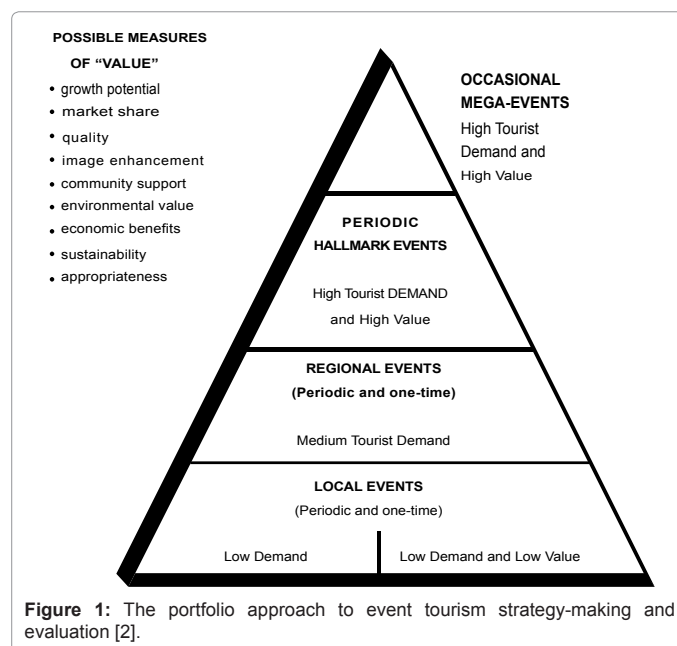 POSSIBLE MEASURES
OF "VALUE"
• growth potential
• market share
• quality
• image enhancement
• community support
• environmental value
• economic benefits
• sustainability
• appropriateness
OCCASIONAL
MEGA-EVENTS
High Tourist
Demand and
High Value
PERIODIC
HALLMARK EVENTS
High Tourist DEMAND
and High Value
REGIONAL EVENTS
(Periodic and one-time)
Medium Tourist Demand
LOCAL EVENTS
(Periodic and one-time)
Low Demand
Low Demand and Low Value
Figure 1: The portfolio approach to event tourism strategy-making and
evaluation [2].